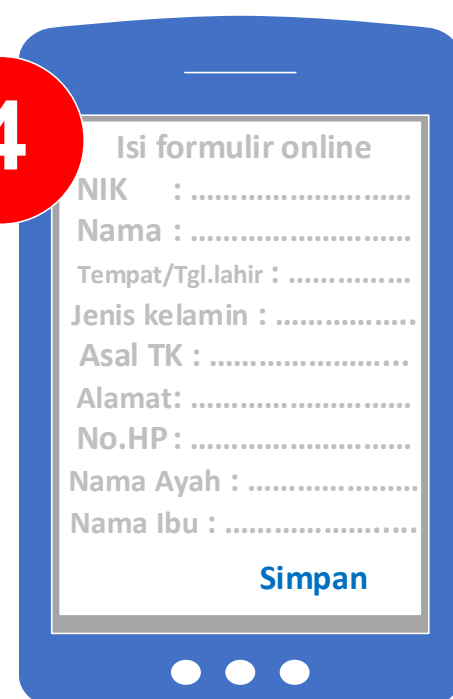 4
Isi formulir online
NIK : ...........................
Nama : ...........................
Tempat/Tgl.lahir : ...............
Jenis kelamin : .................
Asal TK : ........................
Alamat: ...........................
No.HP : ...........................
Nama Ayah : .....................
Nama Ibu : .......................
Simpan